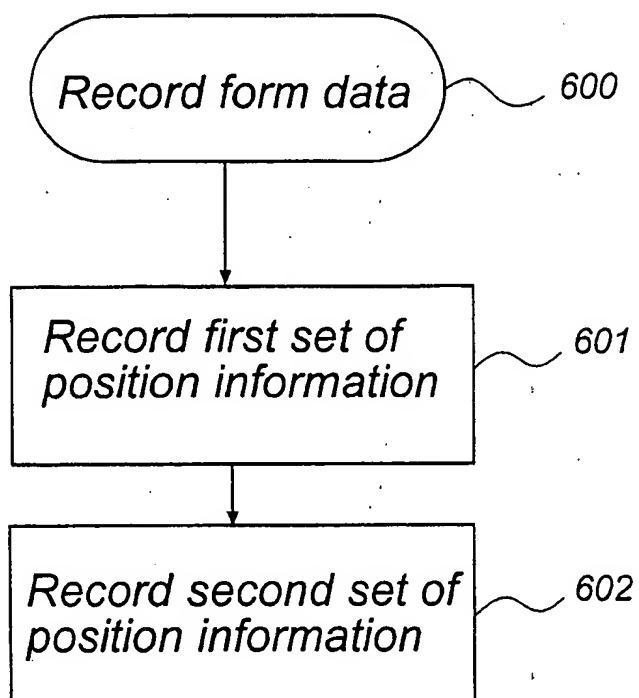 Record form data
600
Record first set of
position information
601
Record second set of
position information
602